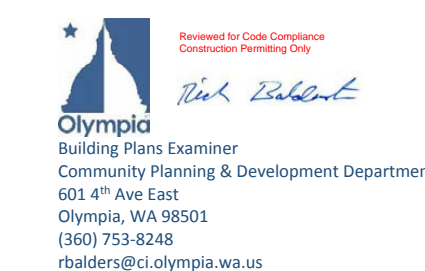 Reviewed for Code Compliance
Construction Permitting Only
Olympia
Building Plans Examiner
Community Planning & Development Departmer
601 4th Ave East
Olympia, WA 98501
(360) 753-8248
rbalders@ci.olympia.wa.us